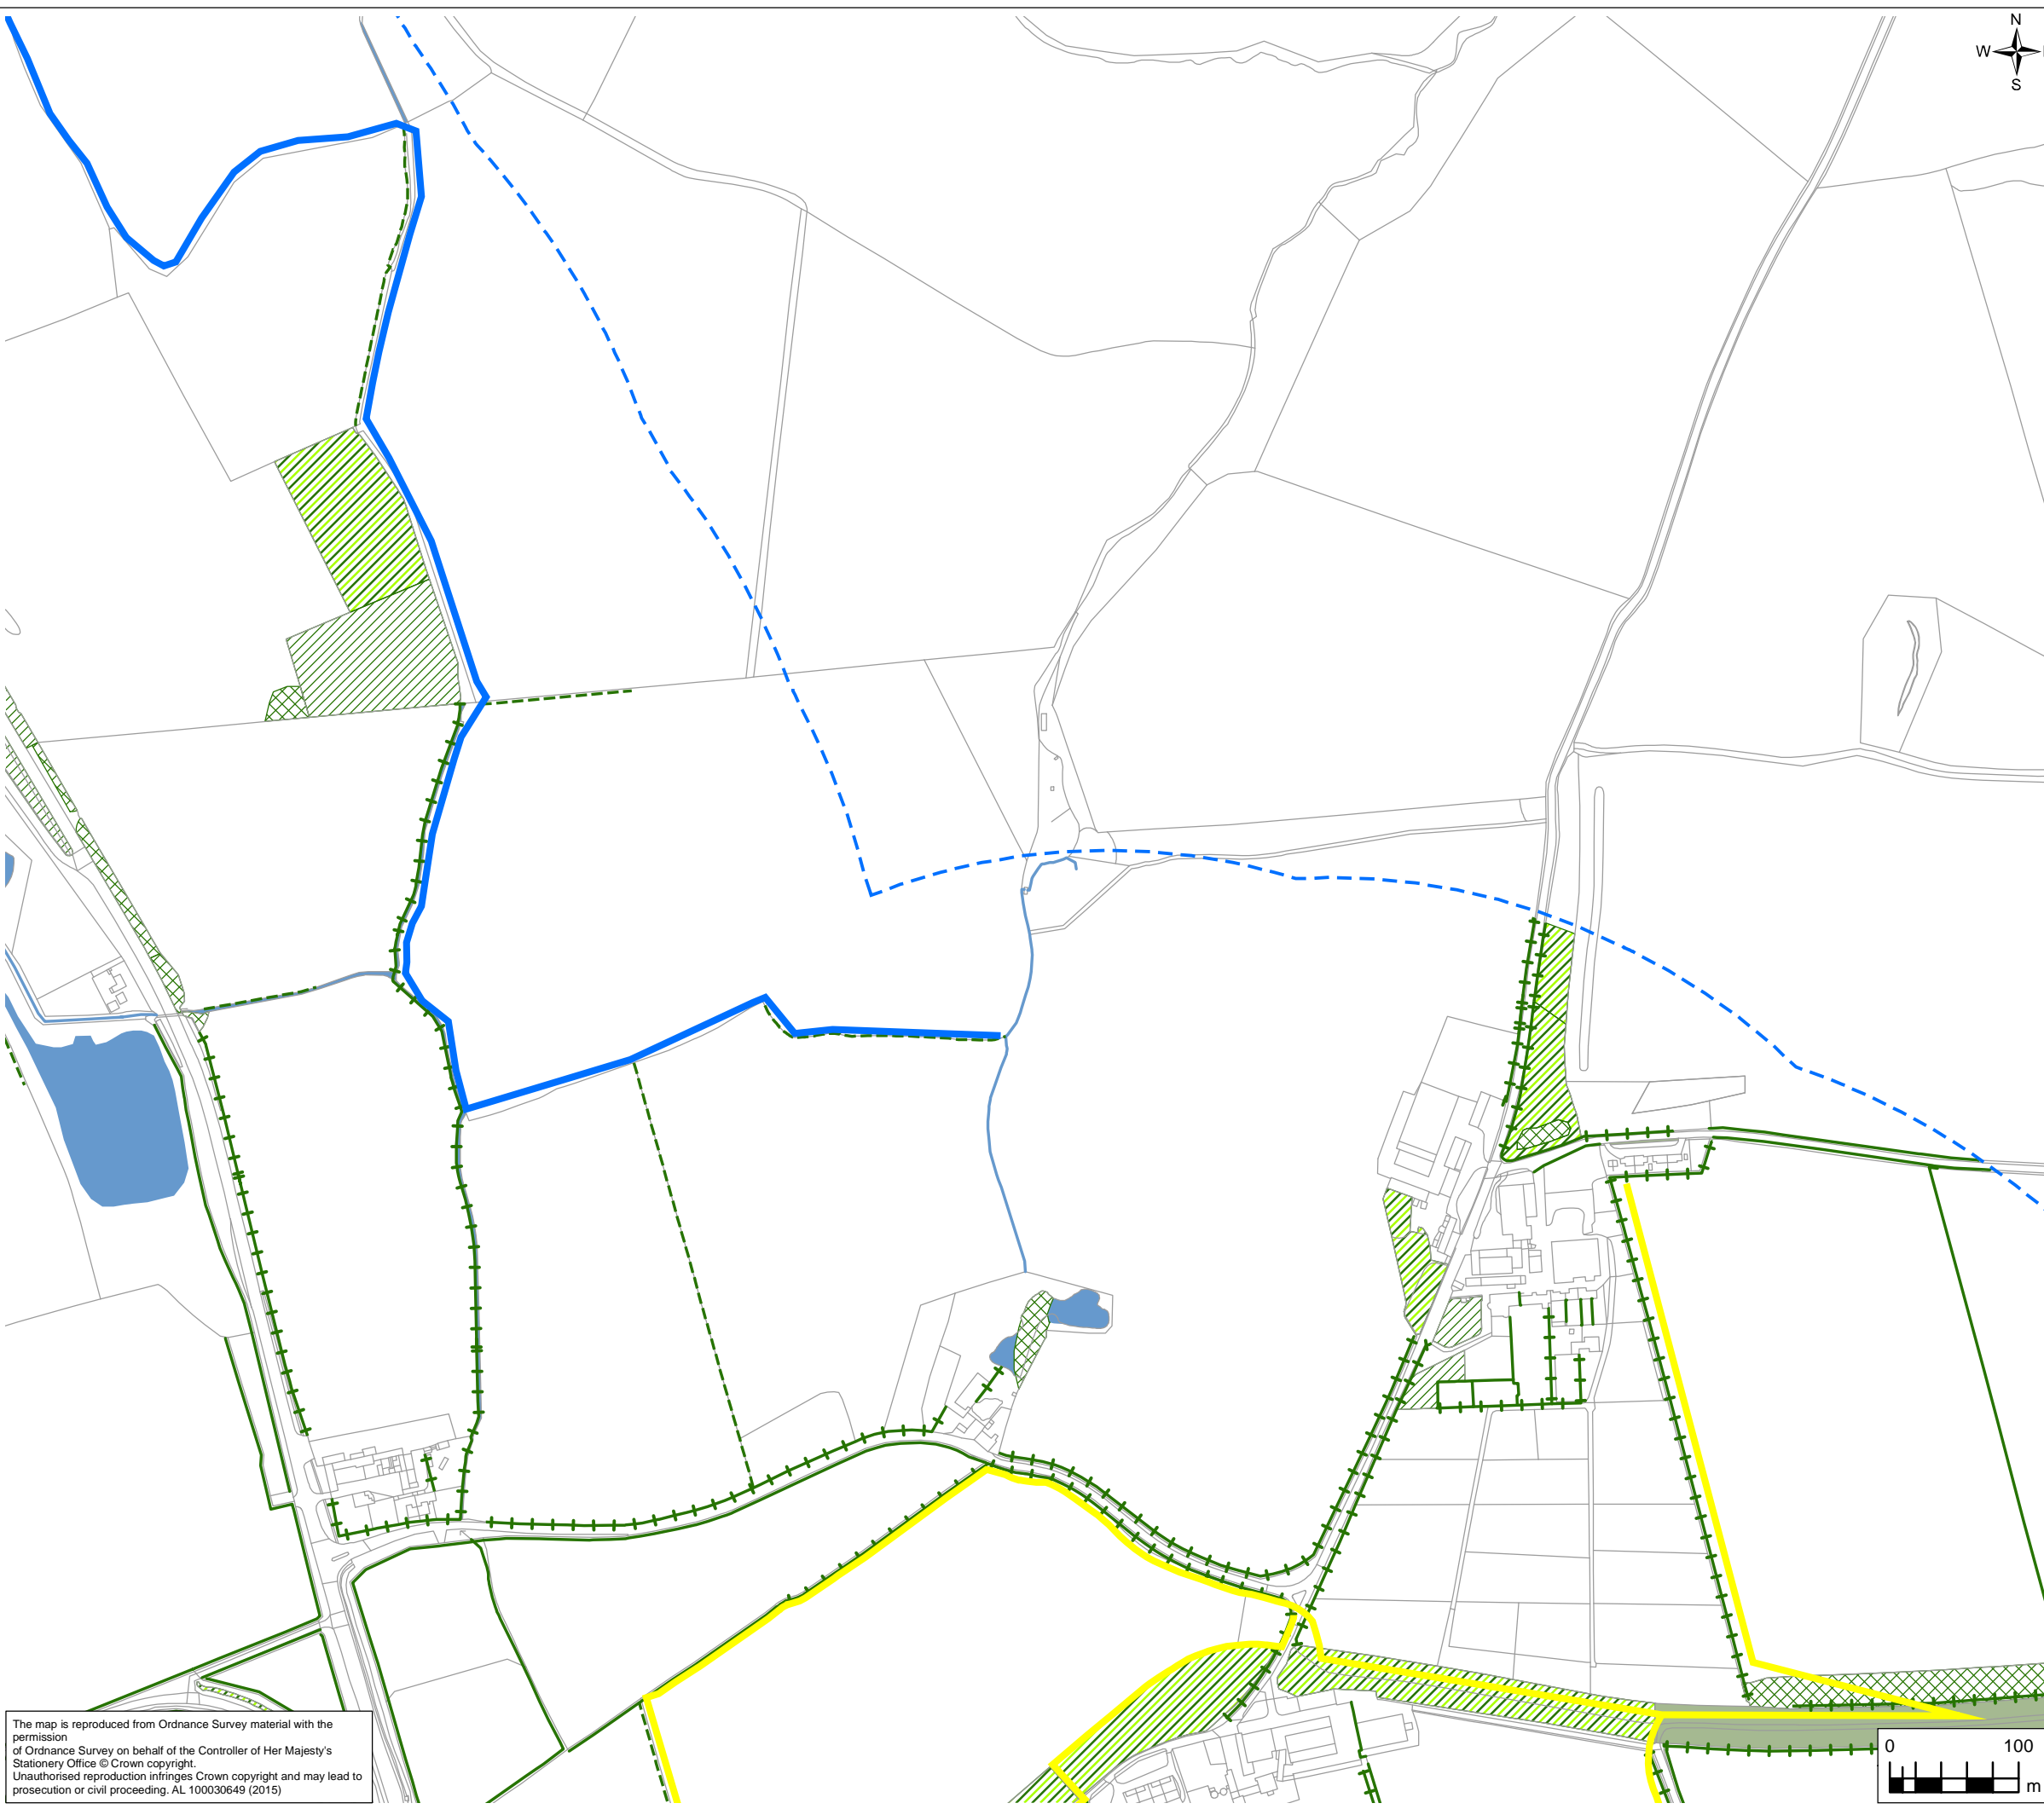 N
W
S
The map is reproduced from Ordnance Survey material with the
permission
of Ordnance Survey on behalf of the Controller of Her Majesty's
Stationery Office © Crown copyright.
Unauthorised reproduction infringes Crown copyright and may lead to
prosecution or civil proceeding. AL 100030649 (2015)
0 100
m